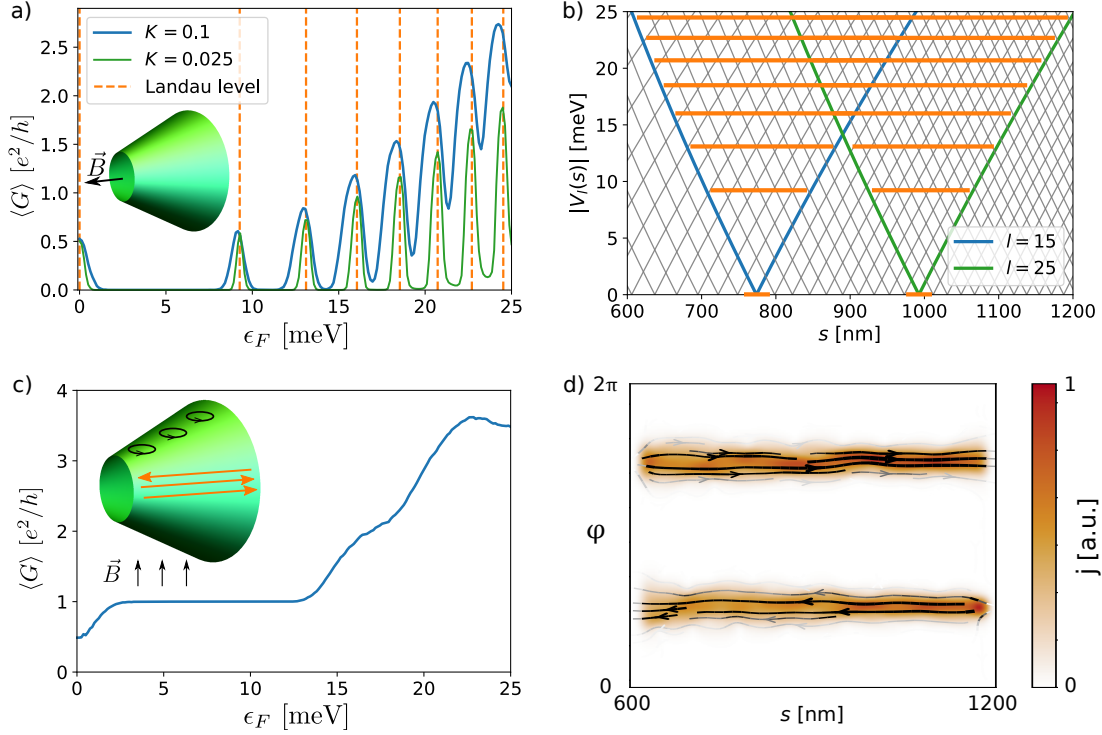 a)
K = 0.1
K = 0.025
Landau level
B⃗
⟨G⟩ [e²/h]
0.0
0.5
1.0
1.5
2.0
2.5
0 5 10 15 20 25
ϵ_F [meV]
b)
|V_l(s)| [meV]
25
20
15
10
5
0
l = 15
l = 25
600 700 800 900 1000 1100 1200
s [nm]
c)
⟨G⟩ [e²/h]
4
3
2
1
0
B⃗
0 5 10 15 20 25
ϵ_F [meV]
d)
2π
φ
0
600 1200
s [nm]
1
0
j [a.u.]